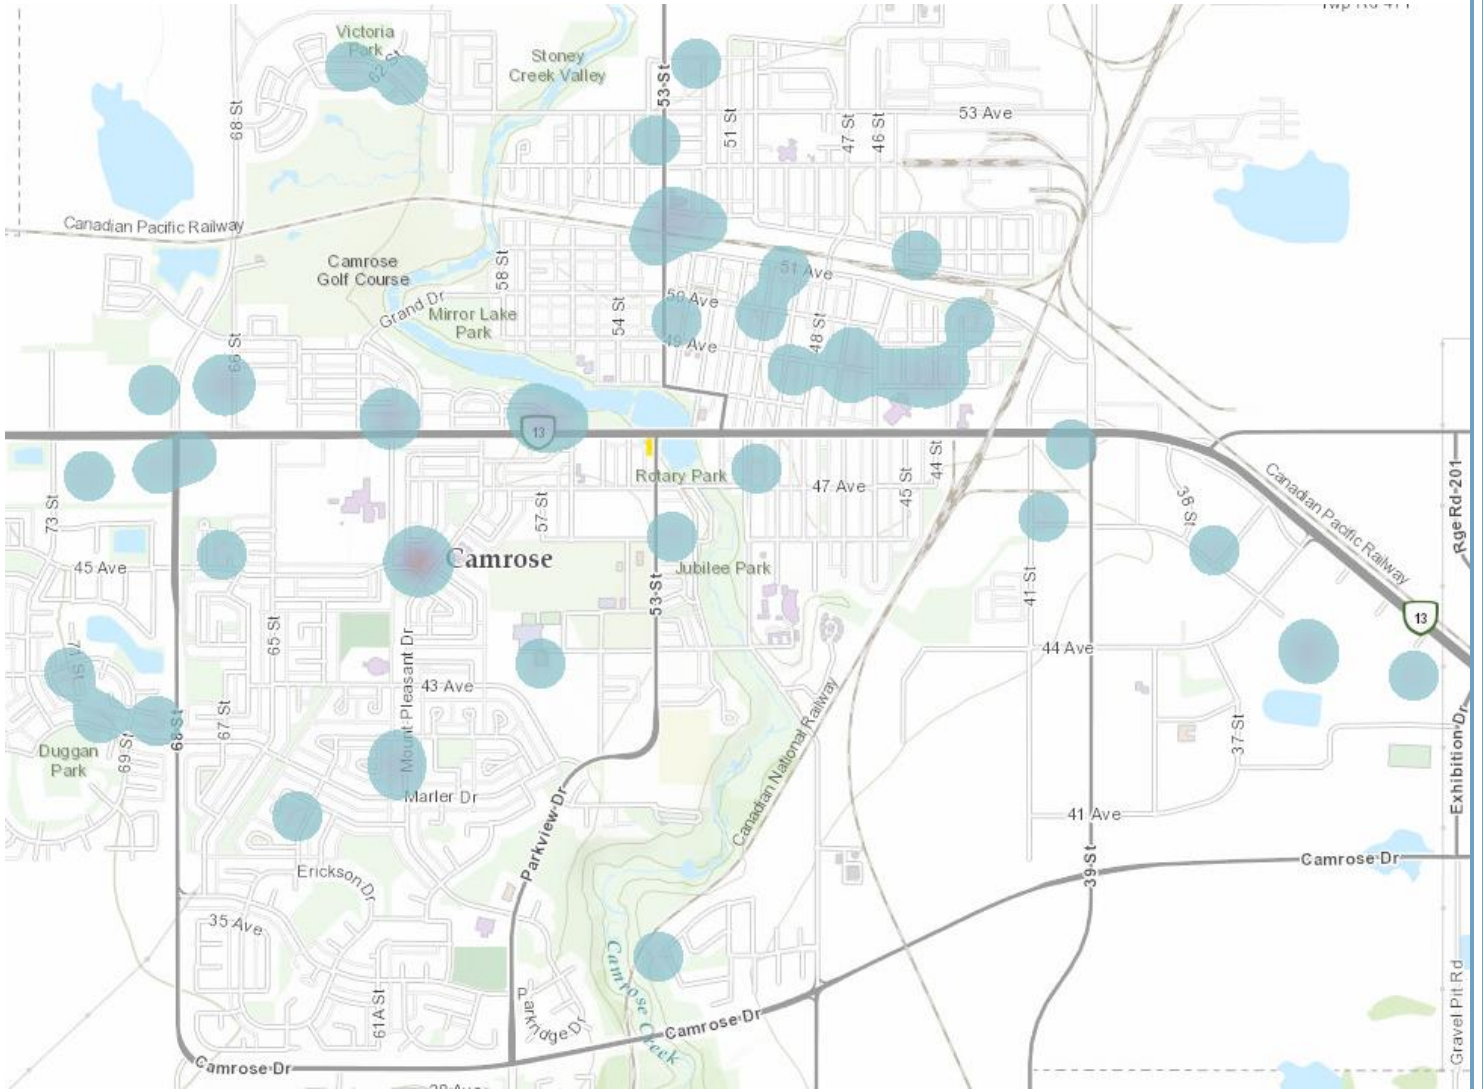 Twp Rd 471
Victoria
Park
62 St
Stoney
Creek Valley
53-St
51 St
53 Ave
47 St
46 St
68 St
Canadian Pacific Railway
Camrose
Golf Course
58 St
51 Ave
50 Ave
Grand Dr
Mirror Lake
Park
54 St
48 St
49 Ave
66 St
13
Rotary Park
47 Ave
45 St
44 St
73 St
57 St
38 St
Canadian Pacific Railway
Rge Rd-201
Camrose
45 Ave
Jubilee Park
53-St
41 St
13
65 St
71 St
Mount-Pleasant Dr
43 Ave
44 Ave
67 St
68-St
69 St
Duggan
Park
37 St
Exhibition-Dr
Canadian National Railway
Marler Dr
Parkview-Dr
41 Ave
39-St
Camrose Dr
Erickson Dr
35 Ave
61A St
Parkridge Dr
Camrose Creek
Camrose-Dr
Camrose-Dr
Gravel Pit Rd